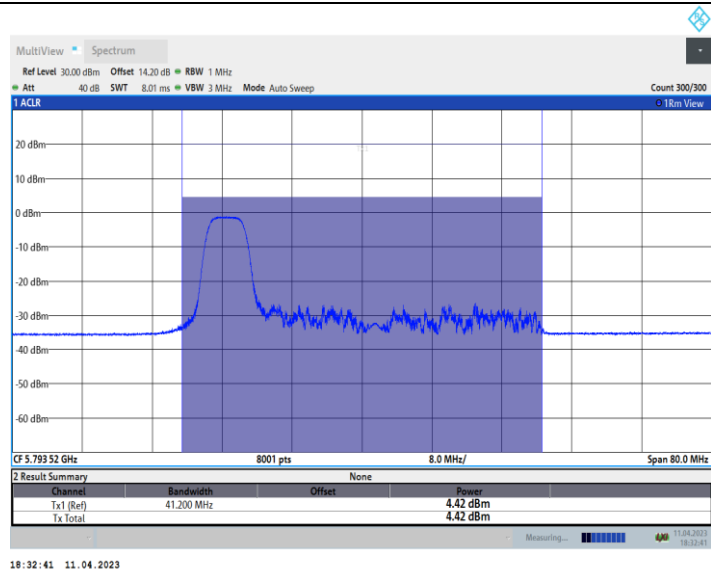 MultiView Spectrum
Ref Level 30.00 dBm Offset 14.20 dB RBW 1 MHz
Att 40 dB SWT 8.01 ms VBW 3 MHz Mode Auto Sweep Count 300/300
1 ACLR 1Rm View
20 dBm
10 dBm
0 dBm
-10 dBm
-20 dBm
-30 dBm
-40 dBm
-50 dBm
-60 dBm
CF 5.793 52 GHz 8001 pts 8.0 MHz/ Span 80.0 MHz
2 Result Summary None
Channel Bandwidth Offset Power
Tx1 (Ref) 41.200 MHz 4.42 dBm
Tx Total 4.42 dBm
Measuring... 11.04.2023
18:32:41
18:32:41 11.04.2023